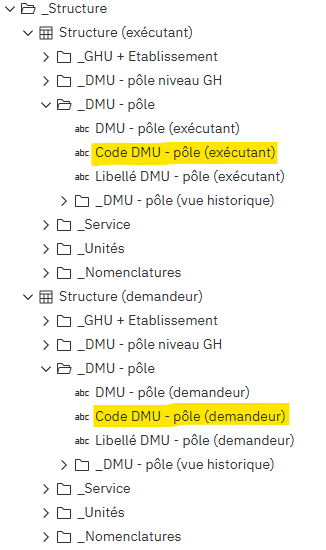 _Structure
Structure (exécutant)
_GHU + Etablissement
_DMU - pôle niveau GH
_DMU - pôle
abc DMU - pôle (exécutant)
abc Code DMU - pôle (exécutant)
abc Libellé DMU - pôle (exécutant)
_DMU - pôle (vue historique)
_Service
_Unités
_Nomenclatures
Structure (demandeur)
_GHU + Etablissement
_DMU - pôle niveau GH
_DMU - pôle
abc DMU - pôle (demandeur)
abc Code DMU - pôle (demandeur)
abc Libellé DMU - pôle (demandeur)
_DMU - pôle (vue historique)
_Service
_Unités
_Nomenclatures